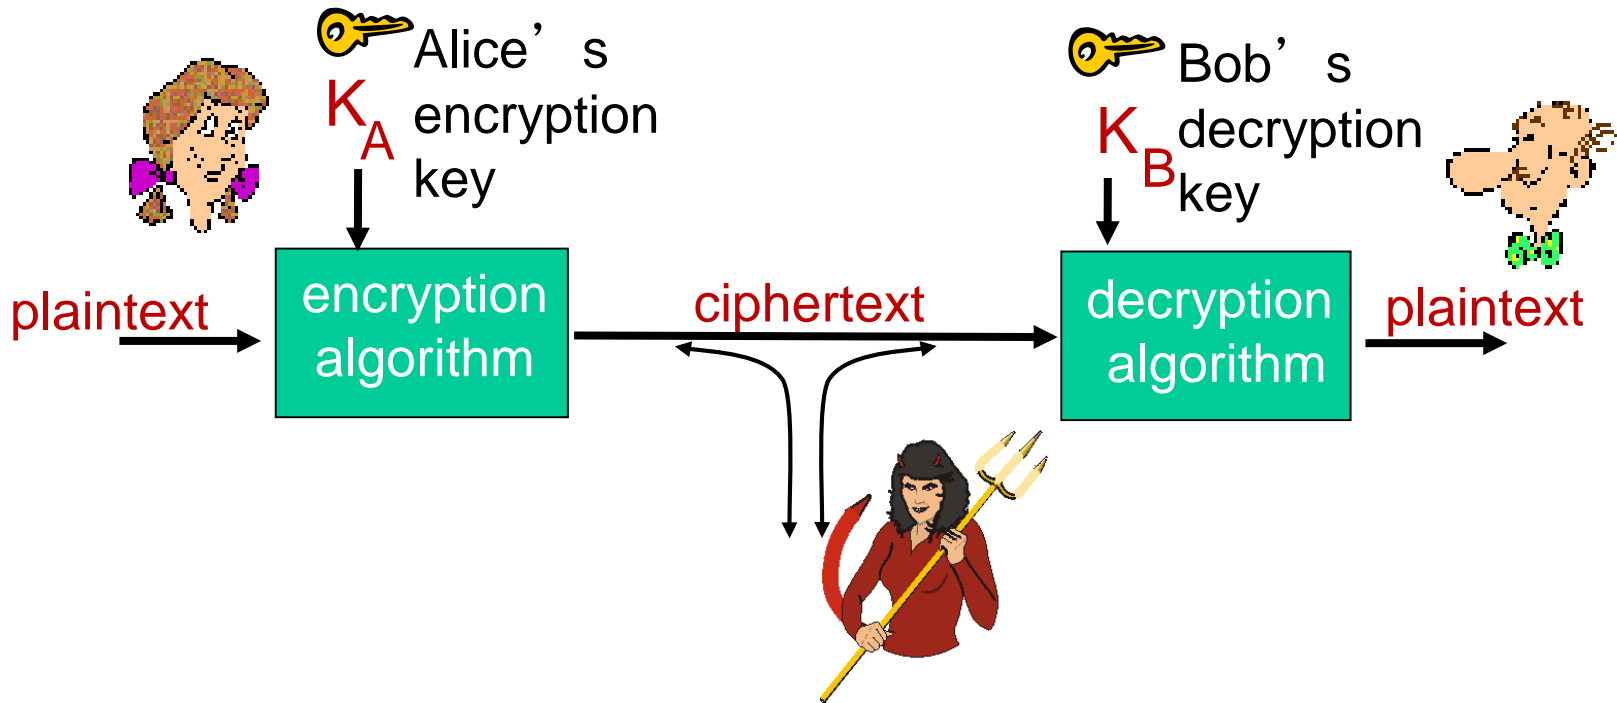 Alice’ s
encryption
key
K
A
Bob’ s
decryption
key
K
B
plaintext
encryption
algorithm
ciphertext
decryption
algorithm
plaintext